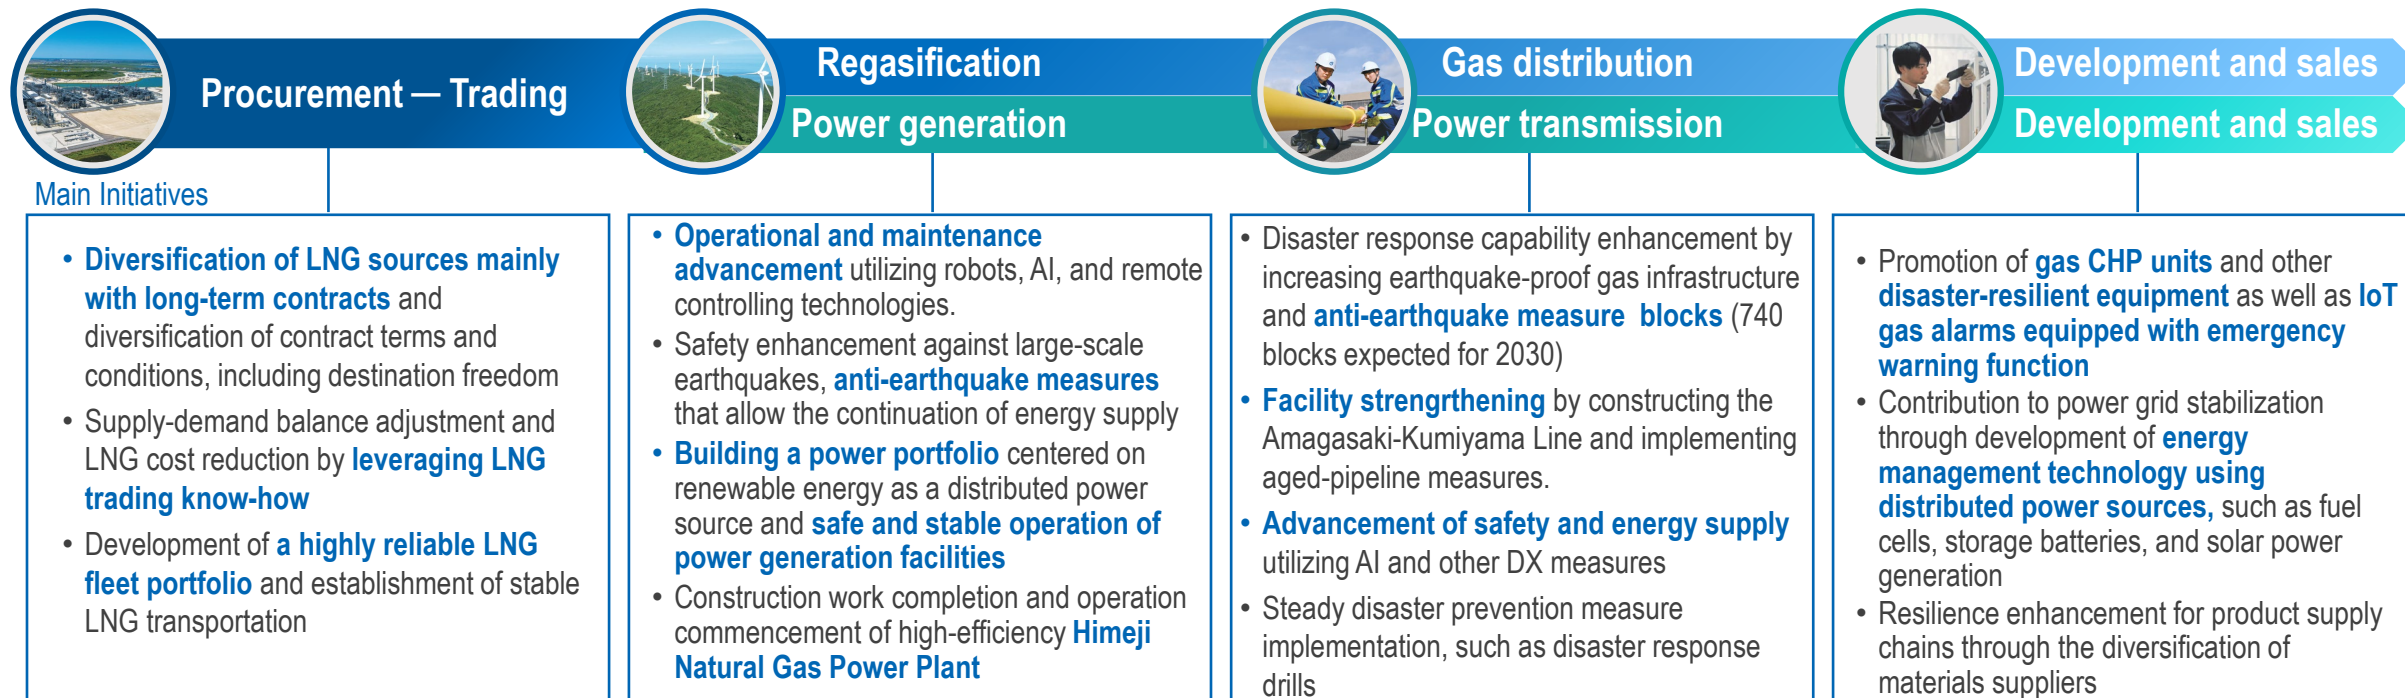 Procurement — Trading
Regasification
Power generation
Gas distribution
Power transmission
Development and sales
Development and sales
Main Initiatives
• Diversification of LNG sources mainly
with long-term contracts and
diversification of contract terms and
conditions, including destination freedom
• Supply-demand balance adjustment and
LNG cost reduction by leveraging LNG
trading know-how
• Development of a highly reliable LNG
fleet portfolio and establishment of stable
LNG transportation
• Operational and maintenance
advancement utilizing robots, AI, and remote
controlling technologies.
• Safety enhancement against large-scale
earthquakes, anti-earthquake measures
that allow the continuation of energy supply
• Building a power portfolio centered on
renewable energy as a distributed power
source and safe and stable operation of
power generation facilities
• Construction work completion and operation
commencement of high-efficiency Himeji
Natural Gas Power Plant
• Disaster response capability enhancement by
increasing earthquake-proof gas infrastructure
and anti-earthquake measure blocks (740
blocks expected for 2030)
• Facility strengrthening by constructing the
Amagasaki-Kumiyama Line and implementing
aged-pipeline measures.
• Advancement of safety and energy supply
utilizing AI and other DX measures
• Steady disaster prevention measure
implementation, such as disaster response
drills
• Promotion of gas CHP units and other
disaster-resilient equipment as well as IoT
gas alarms equipped with emergency
warning function
• Contribution to power grid stabilization
through development of energy
management technology using
distributed power sources, such as fuel
cells, storage batteries, and solar power
generation
• Resilience enhancement for product supply
chains through the diversification of
materials suppliers